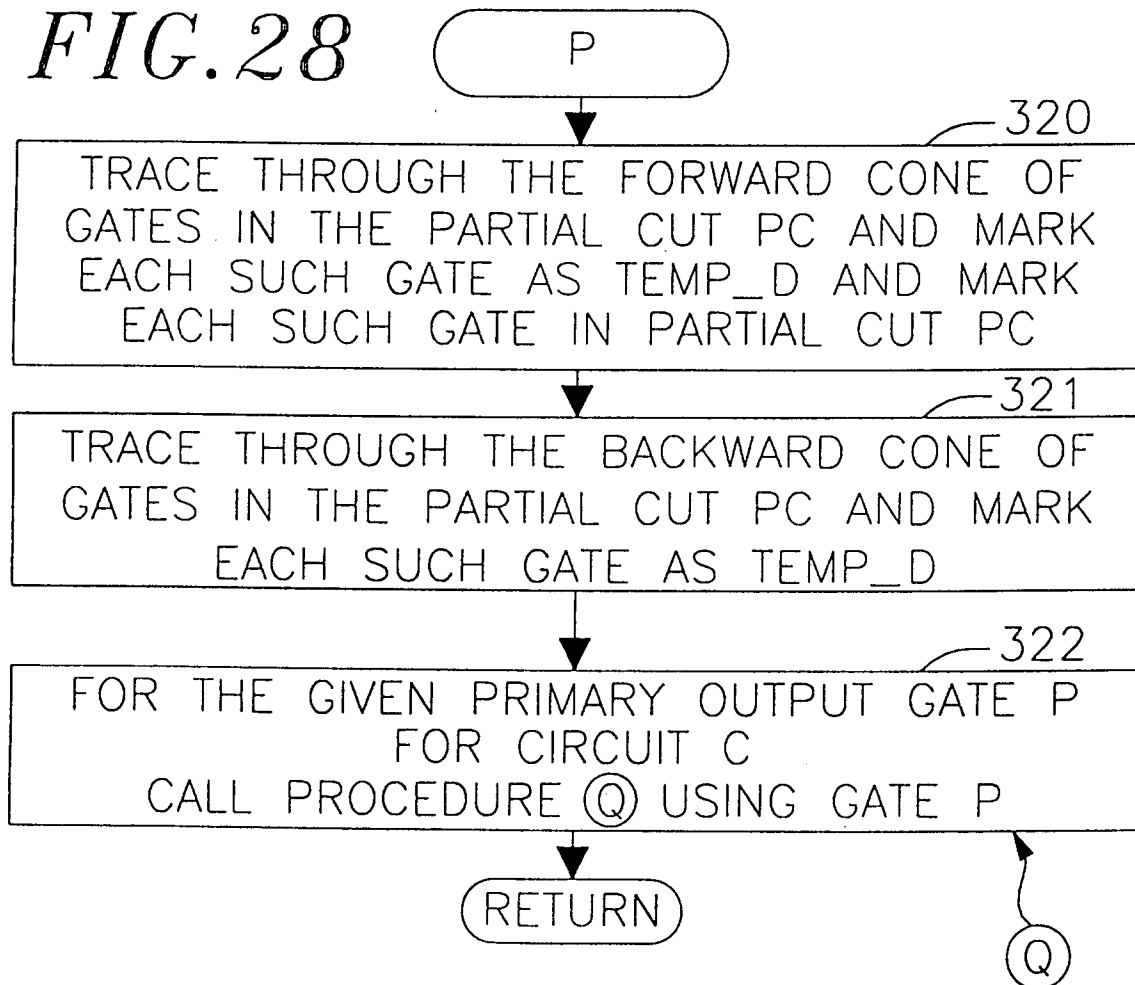 FIG.28
P
320
TRACE THROUGH THE FORWARD CONE OF
GATES IN THE PARTIAL CUT PC AND MARK
EACH SUCH GATE AS TEMP_D AND MARK
EACH SUCH GATE IN PARTIAL CUT PC
321
TRACE THROUGH THE BACKWARD CONE OF
GATES IN THE PARTIAL CUT PC AND MARK
EACH SUCH GATE AS TEMP_D
322
FOR THE GIVEN PRIMARY OUTPUT GATE P
FOR CIRCUIT C
CALL PROCEDURE Q USING GATE P
RETURN
Q